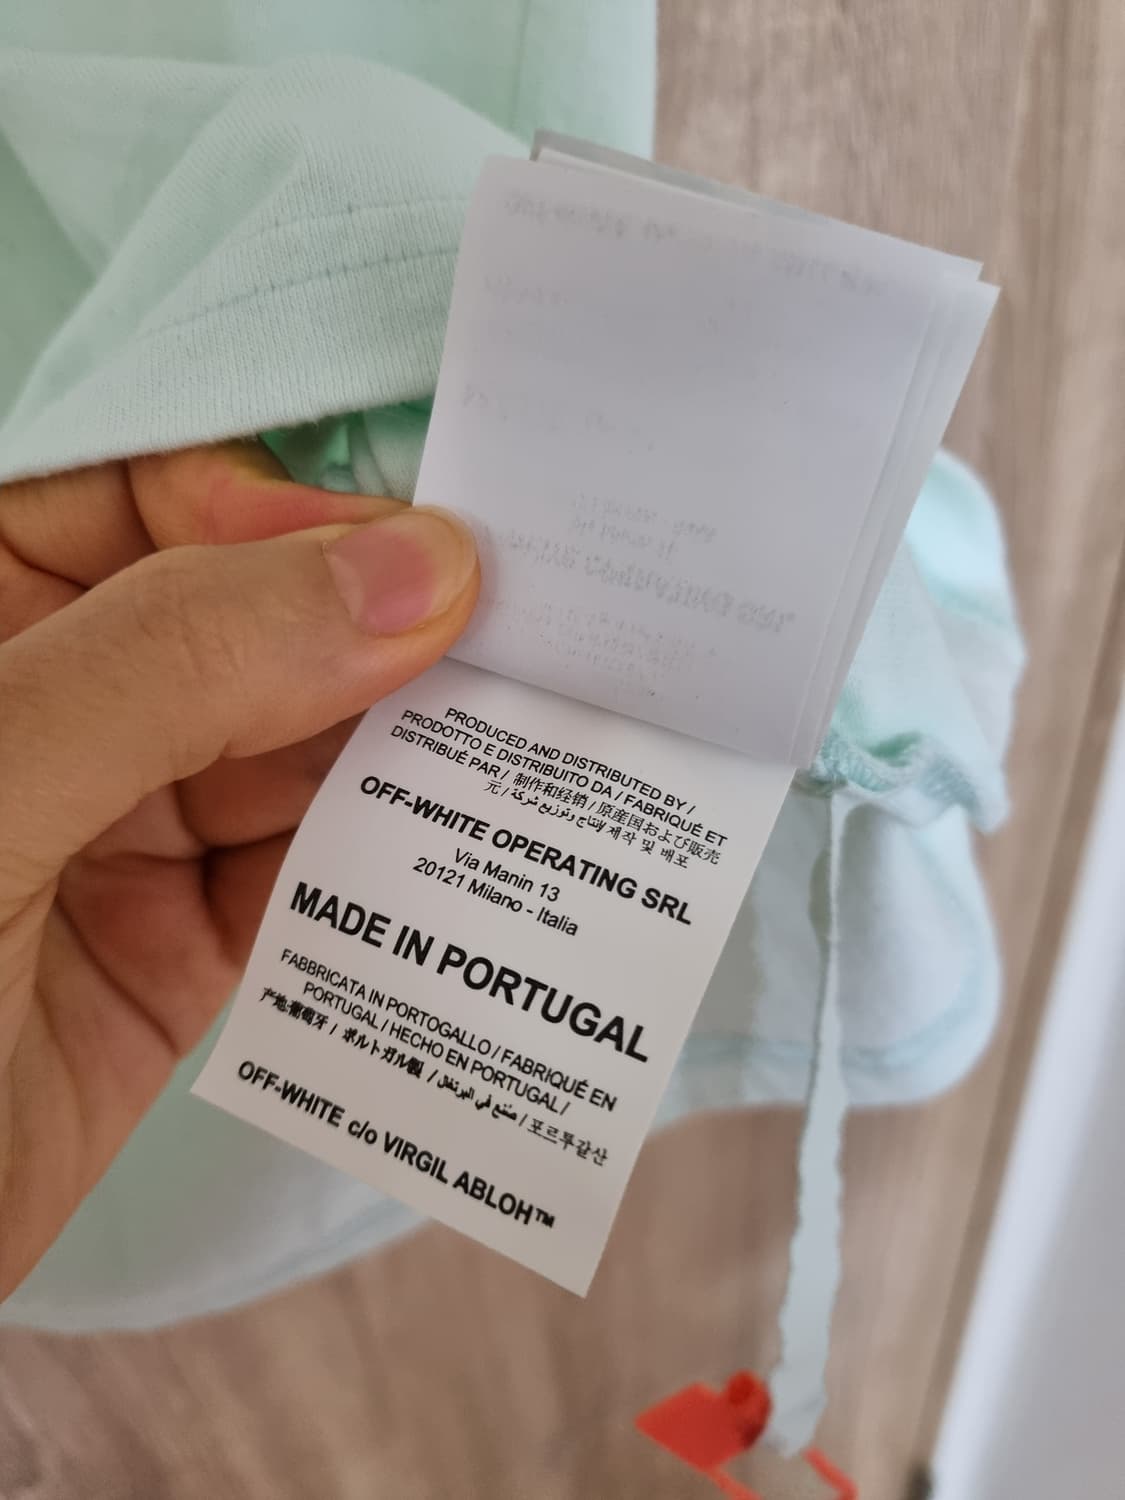 PRODUCED AND DISTRIBUTED BY /
PRODOTTO E DISTRIBUITO DA / FABRIQUÉ ET
DISTRIBUÉ PAR / 制作和经销 / 原産国および販売
元 / إنتاج وتوزيع شركة / 제작 및 배포
OFF-WHITE OPERATING SRL
Via Manin 13
20121 Milano - Italia
MADE IN PORTUGAL
FABBRICATA IN PORTOGALLO / FABRIQUÉ EN
PORTUGAL / HECHO EN PORTUGAL /
产地:葡萄牙 / ポルトガル製 / صنع في البرتغال / 포르투갈산
OFF-WHITE c/o VIRGIL ABLOH™